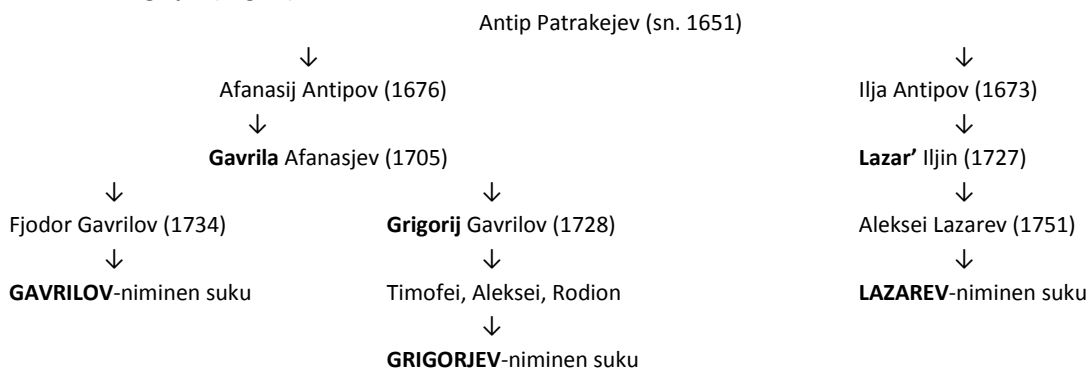 Antip Patrakejev (sn. 1651)
↓ ↓
Afanasij Antipov (1676) Ilja Antipov (1673)
↓ ↓
Gavrila Afanasjev (1705) Lazar’ Iljin (1727)
↓ ↓ ↓
Fjodor Gavrilov (1734) Grigorij Gavrilov (1728) Aleksei Lazarev (1751)
↓ ↓ ↓
GAVRILOV-niminen suku Timofei, Aleksei, Rodion LAZAREV-niminen suku
↓
GRIGORJEV-niminen suku